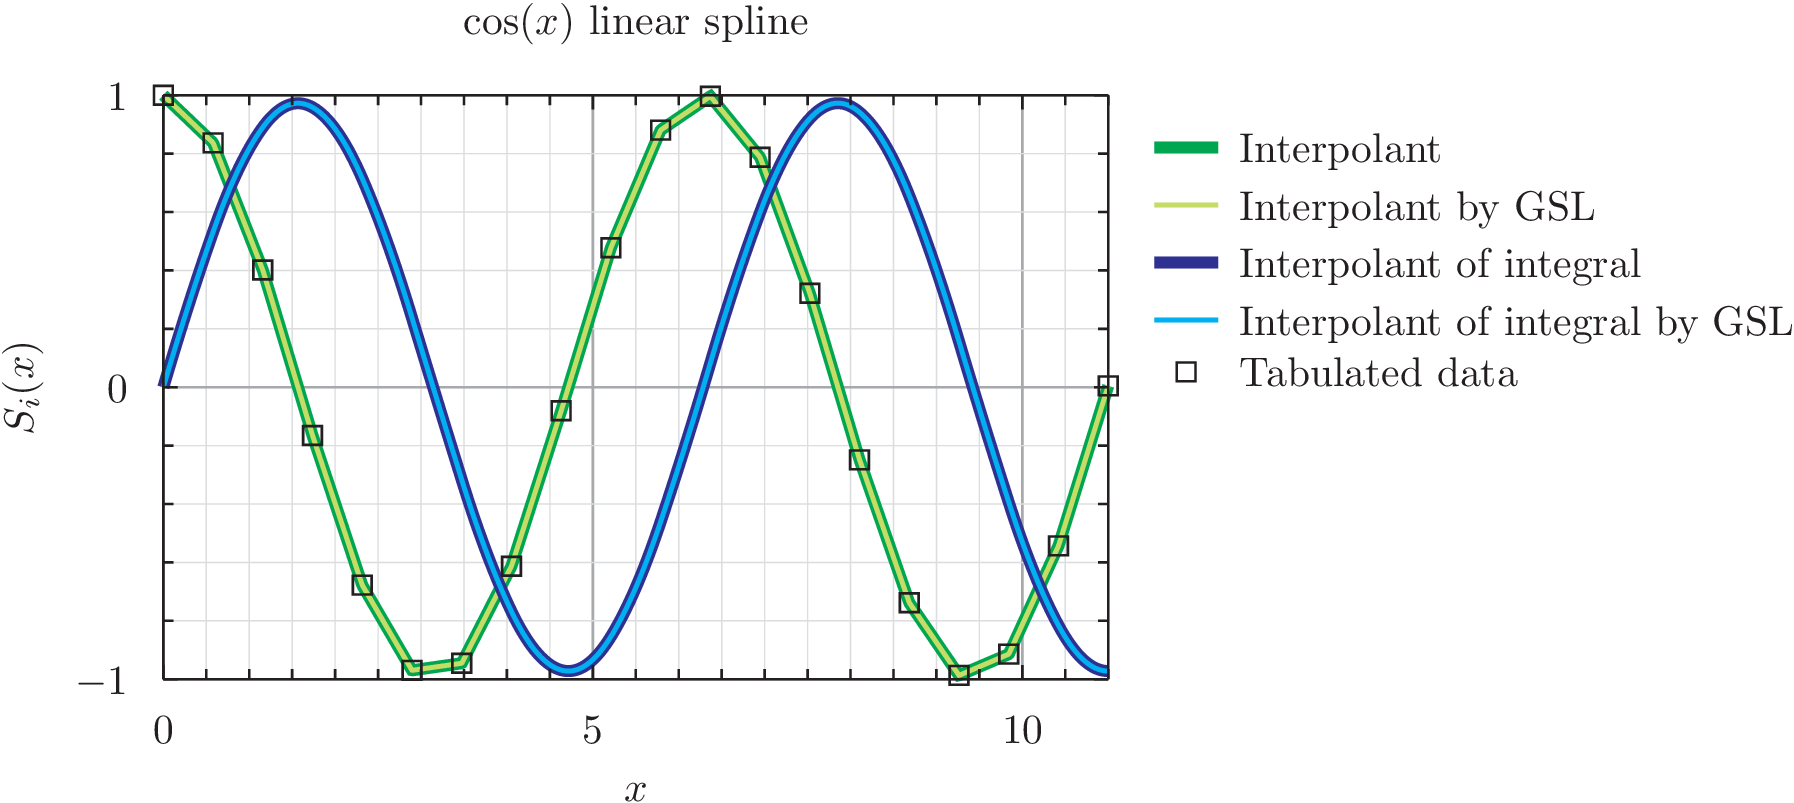 cos(x) linear spline
1
0
−1
S_i(x)
0 5 10
x
Interpolant
Interpolant by GSL
Interpolant of integral
Interpolant of integral by GSL
Tabulated data